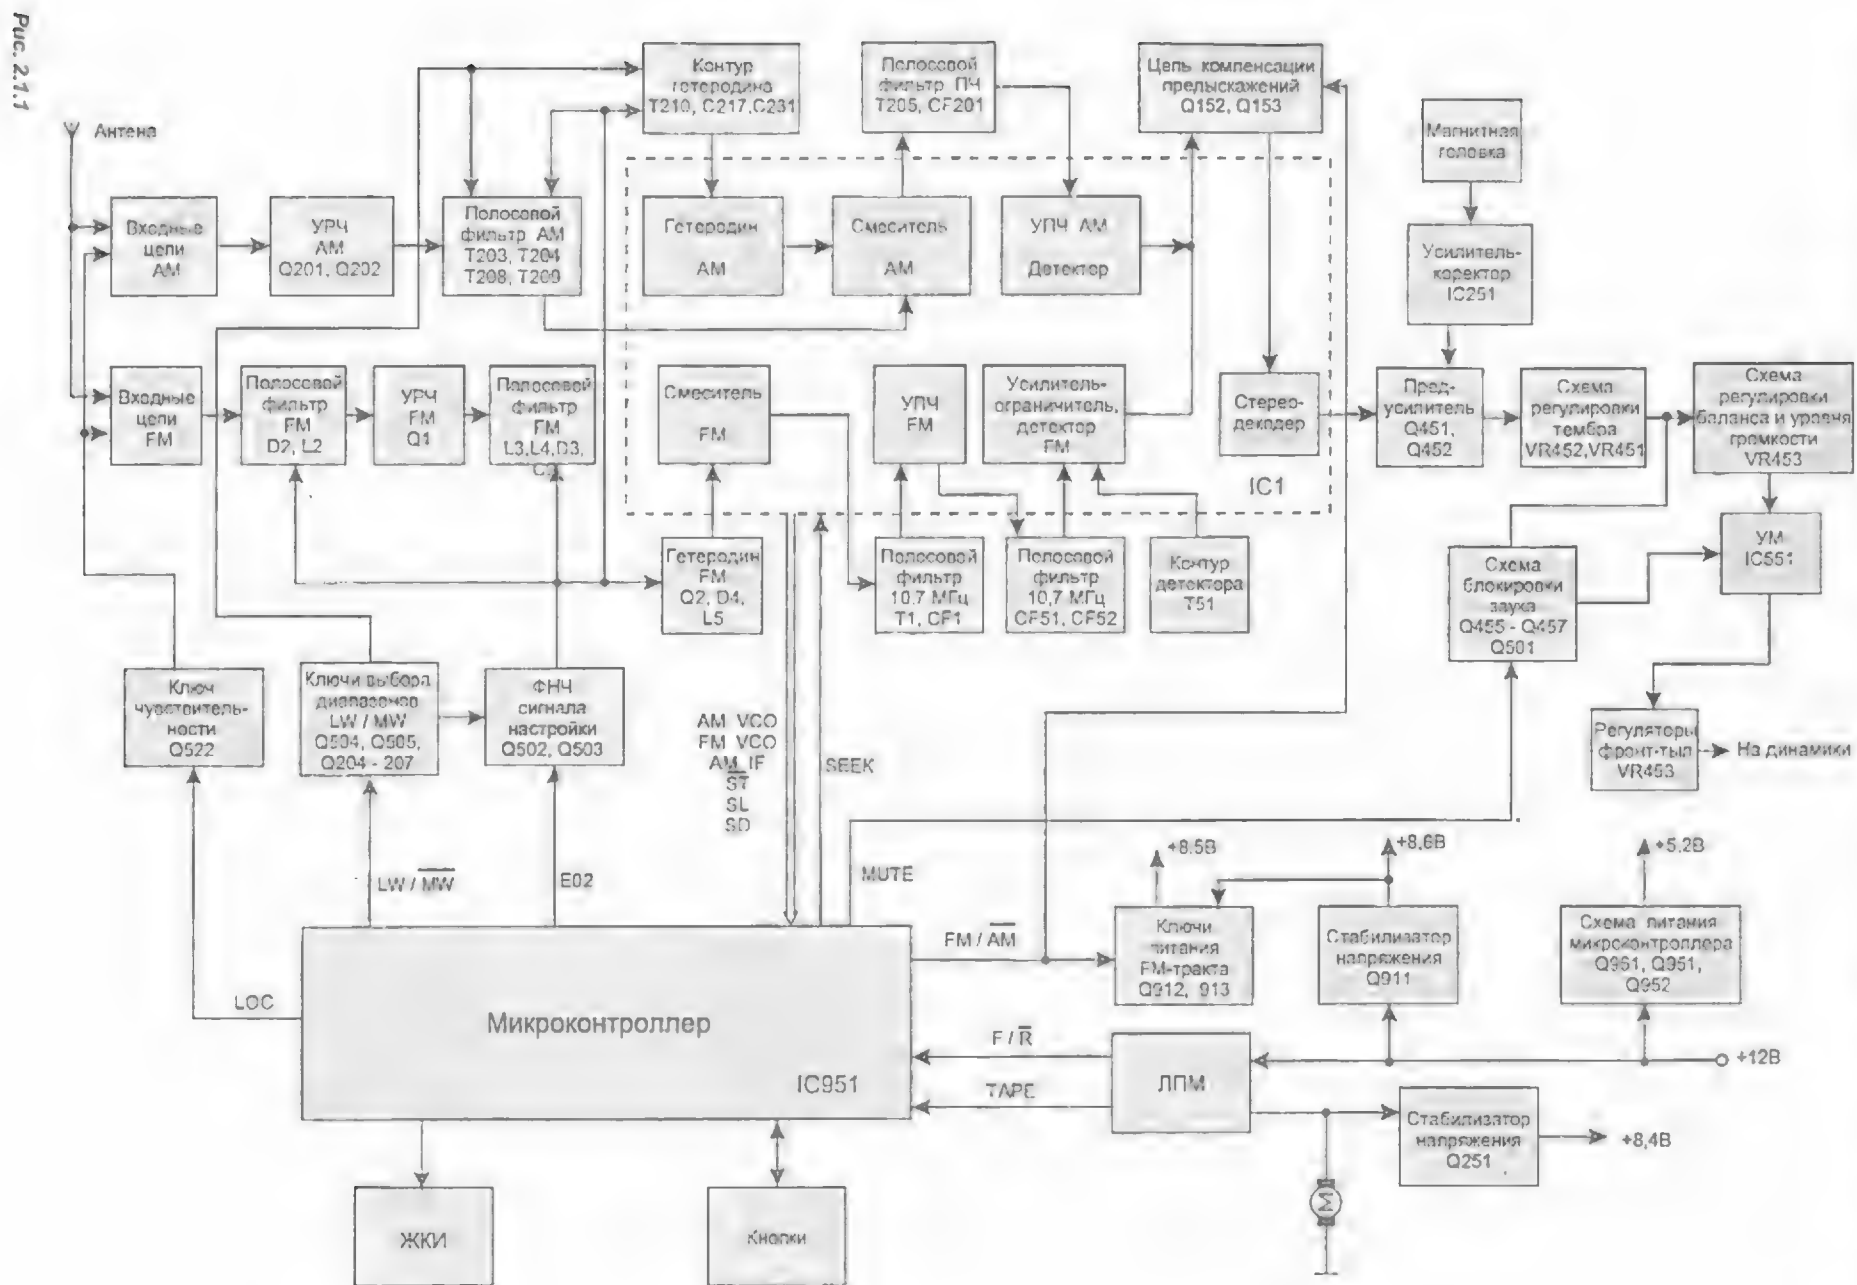 Рис. 2.1.1
Антена
Контур
гетеродина
T210, C217,C231
Полосовой
фильтр ПЧ
T205, CF201
Цепь компенсации
предыскажений
Q152, Q153
Магнитная
головка
Входные
цепи
АМ
УРЧ
АМ
Q201, Q202
Полосовой
фильтр АМ
T203, T204
T208, T209
Гетеродин
АМ
Смеситель
АМ
УПЧ АМ
Детектор
Усилитель-
коректор
IC251
Входные
цепи
FM
Полосовой
фильтр
FM
D2, L2
УРЧ
FM
Q1
Полосовой
фильтр
FM
L3,L4,D3,
Смеситель
FM
УПЧ
FM
Усилитель-
ограничитель,
детектор
FM
Стерео-
декодер
IC1
Пред-
усилитель
Q451,
Q452
Схема
регулировки
тембра
VR452,VR451
Схема
регулировки
баланса и уровня
громкости
VR453
Гетеродин
FM
Q2, D4,
L5
Полосовой
фильтр
10,7 МГц
T1, CF1
Полосовой
фильтр
10,7 МГц
CF51, CF52
Контур
детектора
T51
Схема
блокировки
звука
Q455 - Q457
Q501
УМ
IC551
Ключ
чувствитель-
ности
Q522
Ключи выбора
диапазонов
LW / MW
Q504, Q505,
Q204 - 207
ФНЧ
сигнала
настройки
Q502, Q503
AM VCO
FM VCO
AM IF
ST
SL
SD
SEEK
Регуляторы
фронт-тыл
VR453
На динамики
LW / MW
E02
MUTE
+8,5В
+8,6В
+5,2В
LOC
Микроконтроллер
IC951
FM / AM
Ключи
питания
FM-тракта
Q912, 913
Стабилизатор
напряжения
Q911
Схема питания
микроконтроллера
Q961, Q951,
Q952
F / R
TAPE
ЛПМ
+12В
Стабилизатор
напряжения
Q251
+8,4В
M
ЖКИ
Кнопки